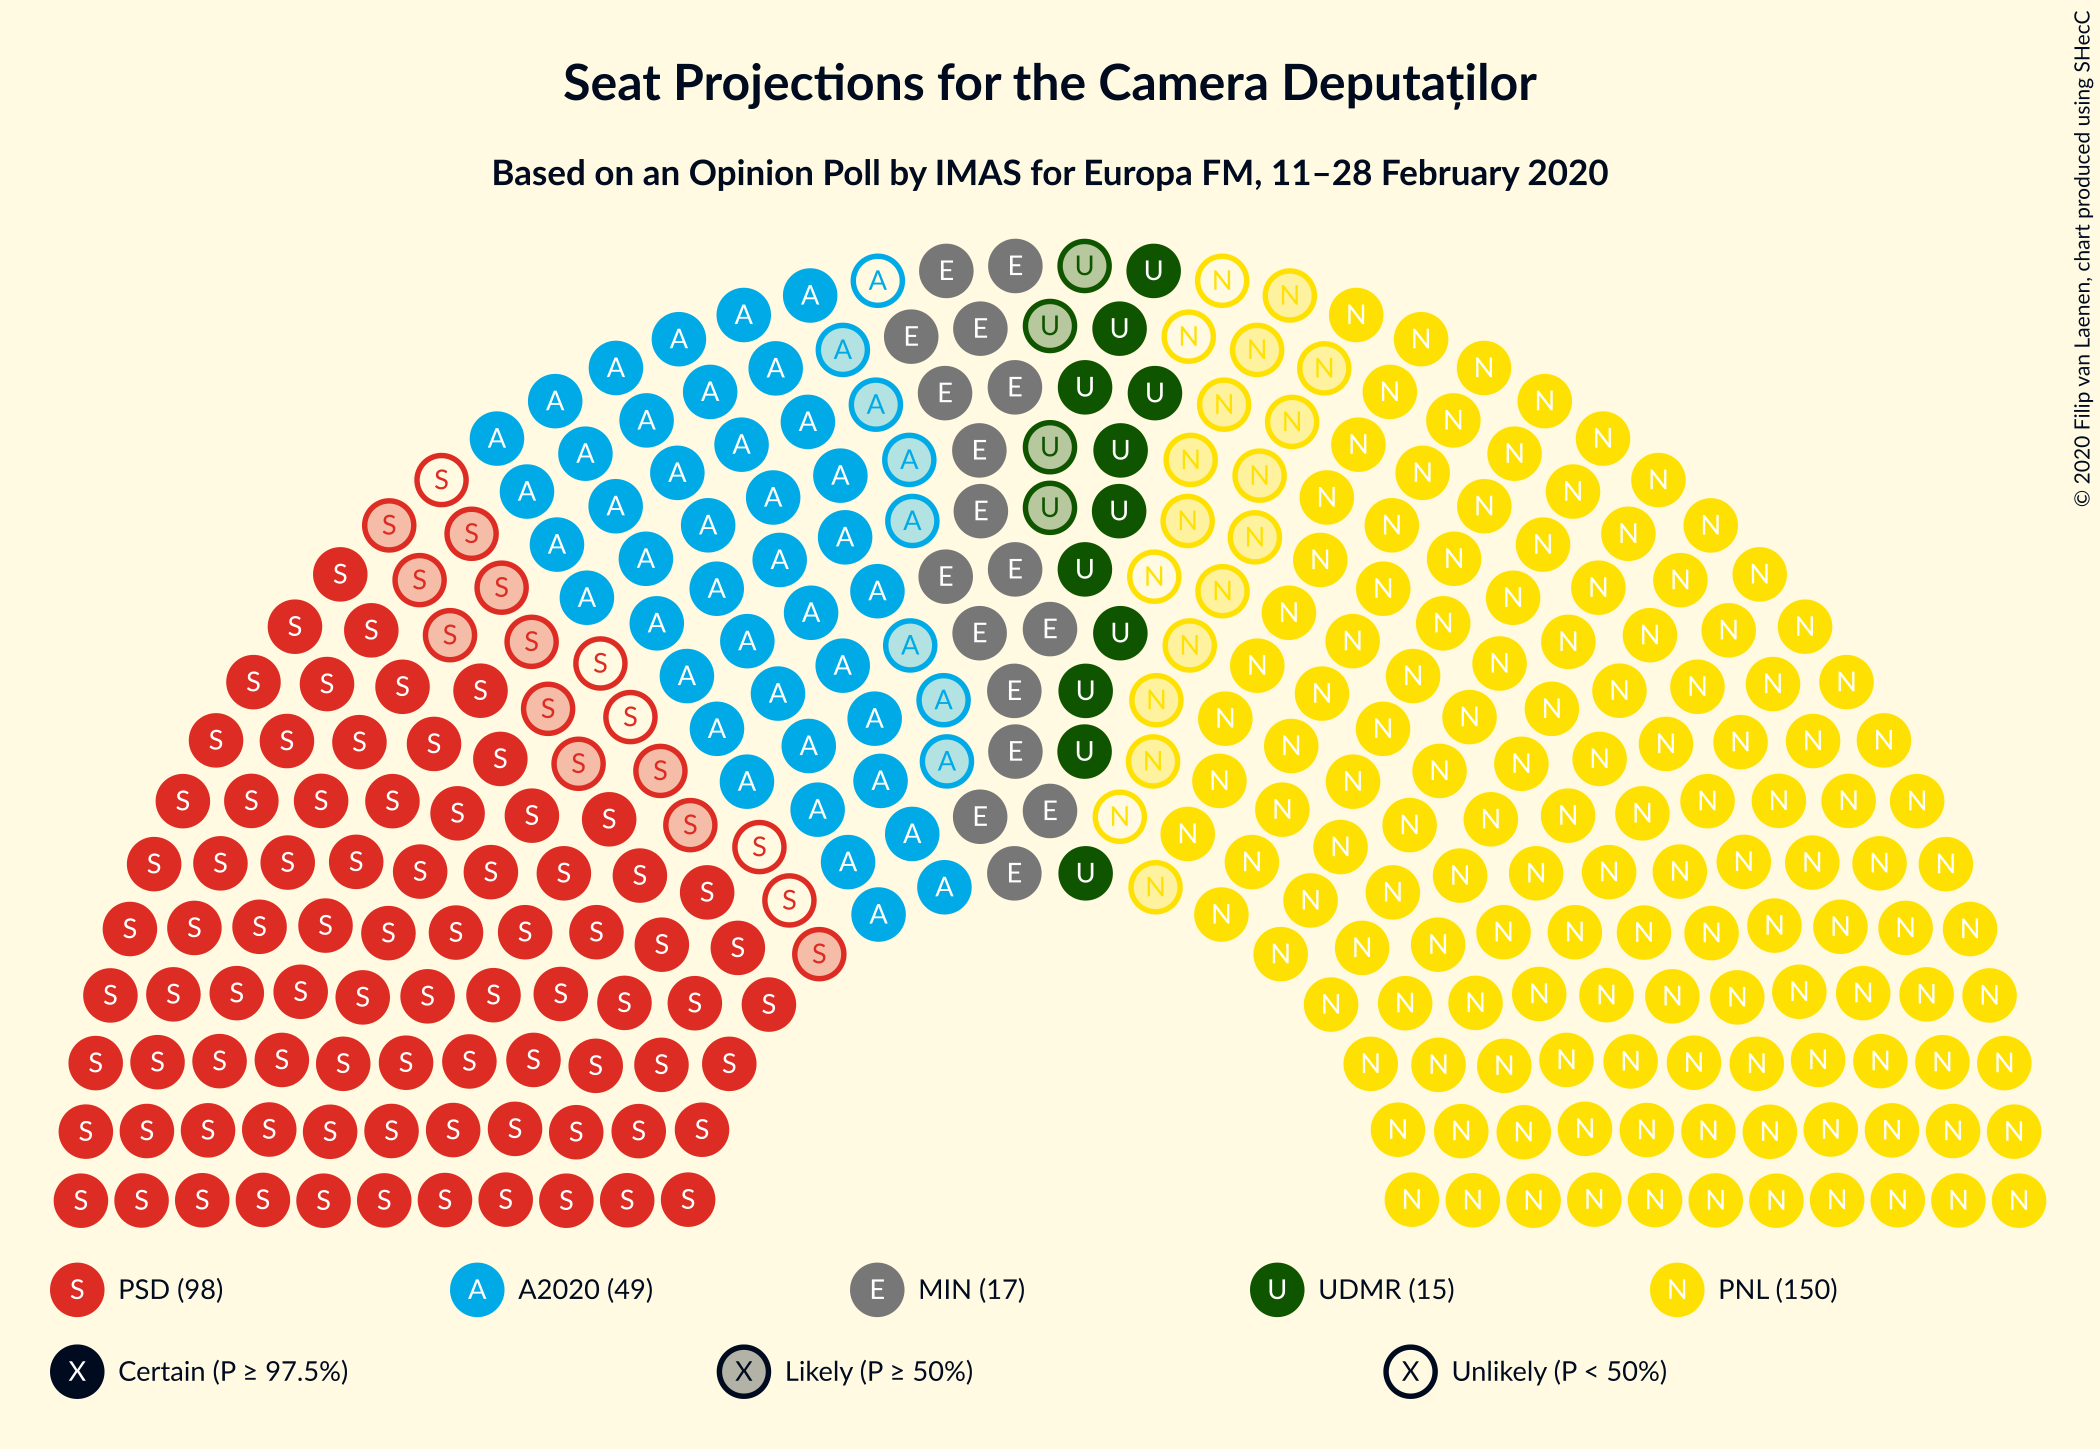 Seat Projections for the Camera Deputaților
Based on an Opinion Poll by IMAS for Europa FM, 11–28 February 2020
© 2020 Filip van Laenen, chart produced using SHecC
S PSD (98)
A A2020 (49)
E MIN (17)
U UDMR (15)
N PNL (150)
X Certain (P ≥ 97.5%)
X Likely (P ≥ 50%)
X Unlikely (P < 50%)